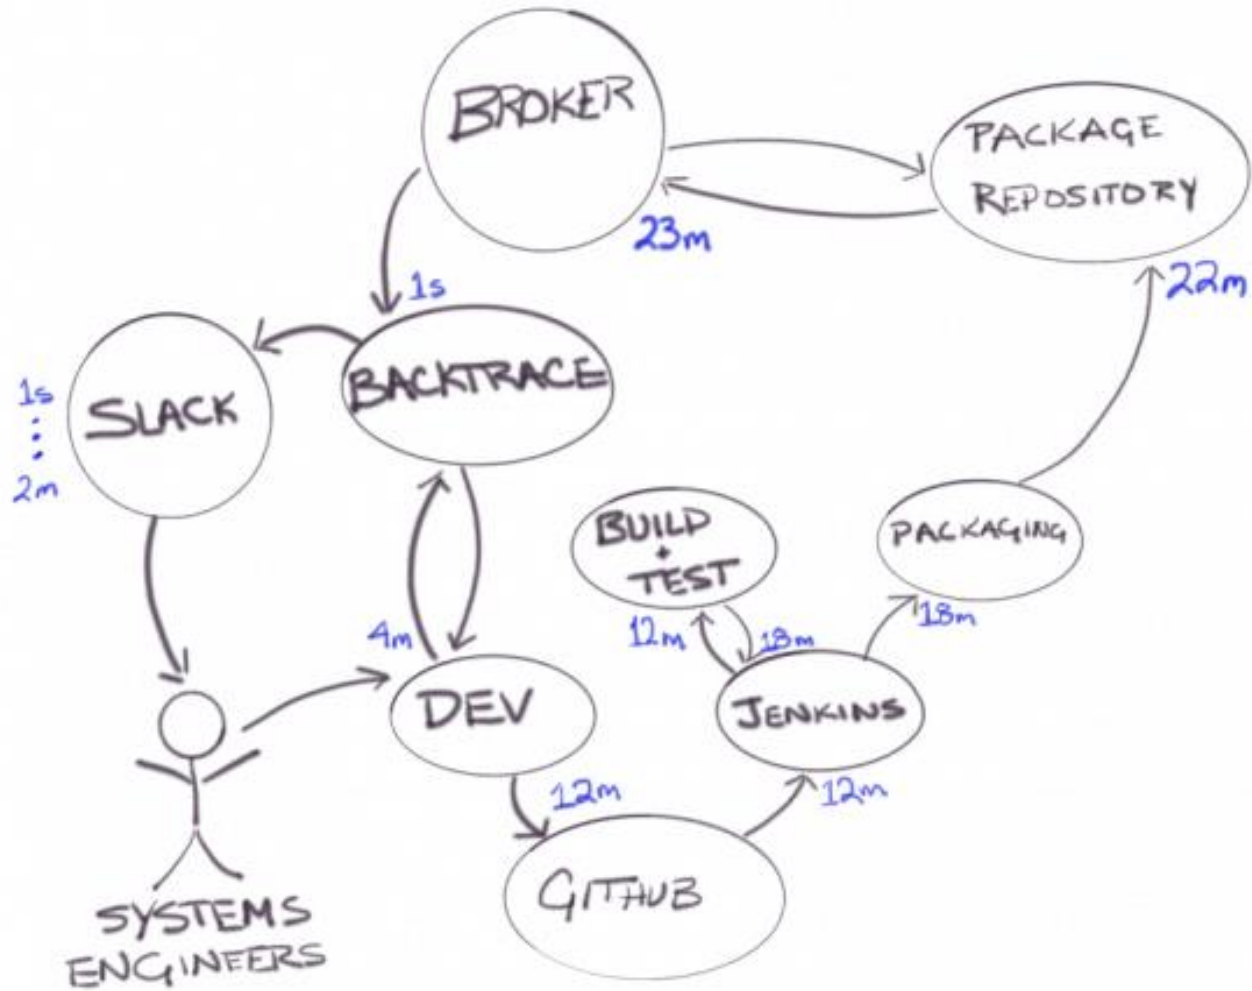 BROKER
PACKAGE
REPOSITORY
23m
22m
1s
BACKTRACE
SLACK
1s
2m
BUILD
+
TEST
PACKAGING
12m
18m
18m
4m
DEV
JENKINS
12m
12m
GITHUB
SYSTEMS
ENGINEERS